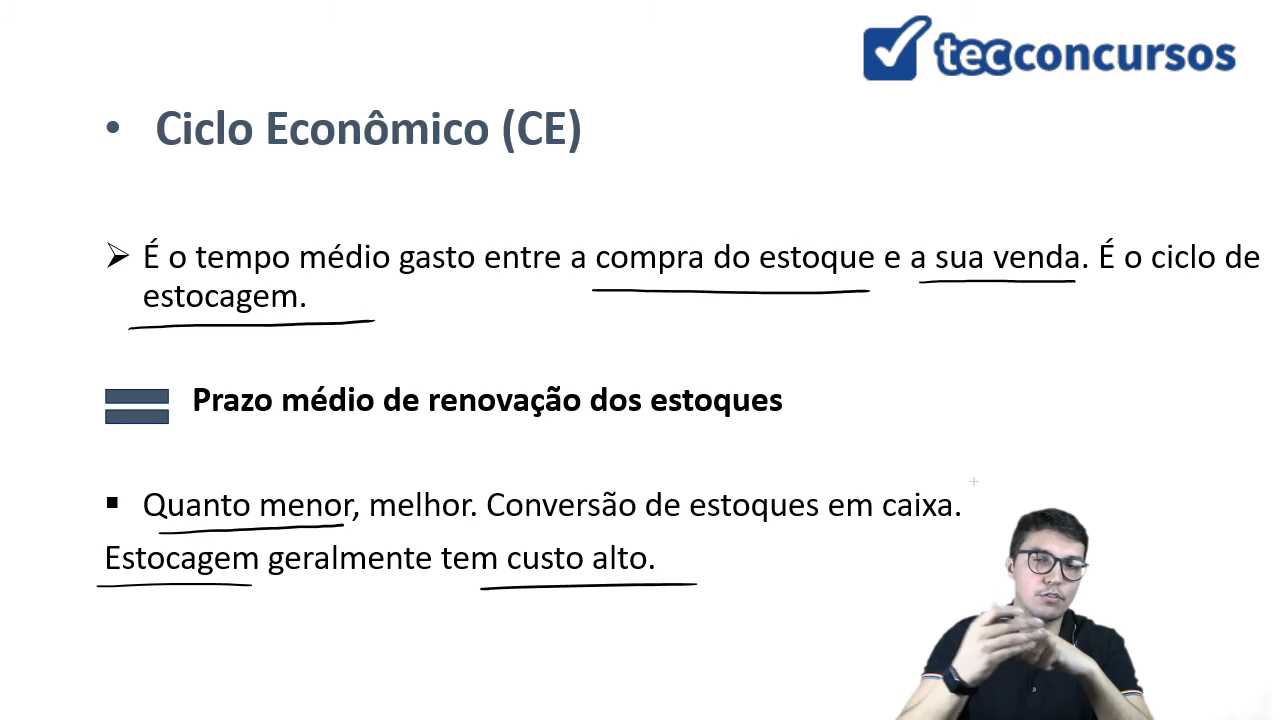 tecconcursos
• Ciclo Econômico (CE)
➢ É o tempo médio gasto entre a compra do estoque e a sua venda. É o ciclo de
estocagem.
Prazo médio de renovação dos estoques
▪ Quanto menor, melhor. Conversão de estoques em caixa.
Estocagem geralmente tem custo alto.